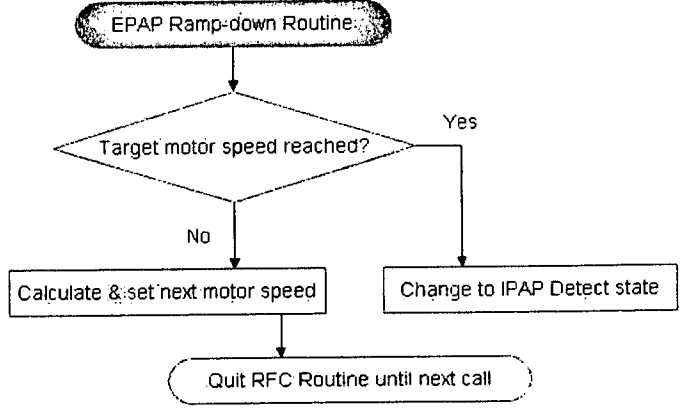 EPAP Ramp-down Routine
Target motor speed reached?
Yes
No
Calculate & set next motor speed
Change to IPAP Detect state
Quit RFC Routine until next call